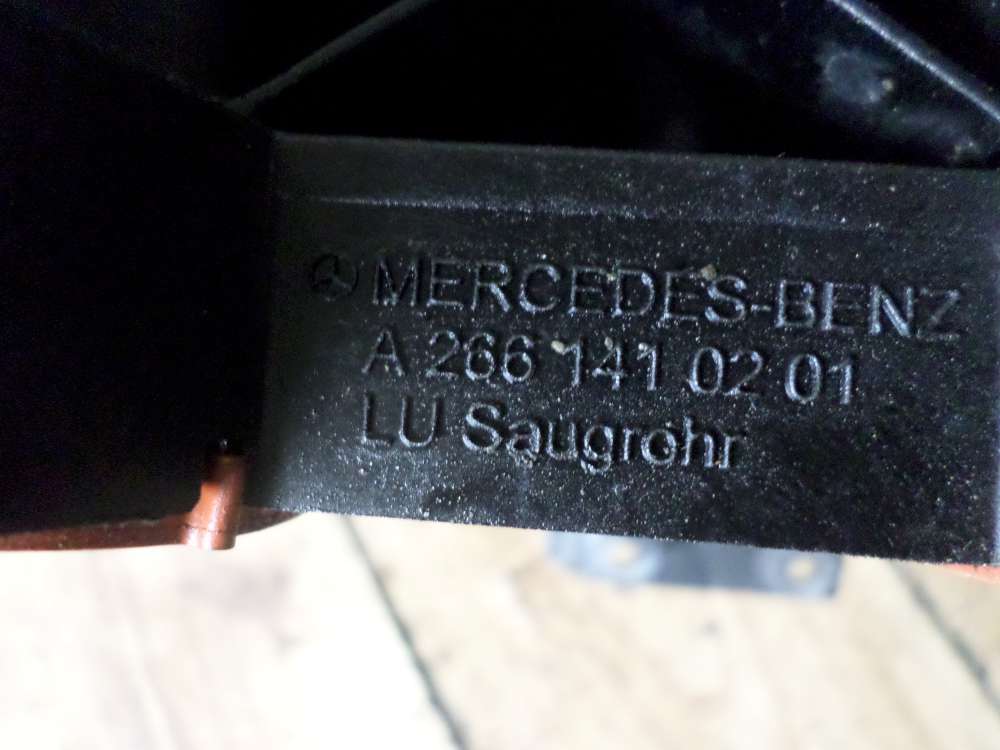 MERCEDES-BENZ
A 266 141 02 01
LU Saugrohr